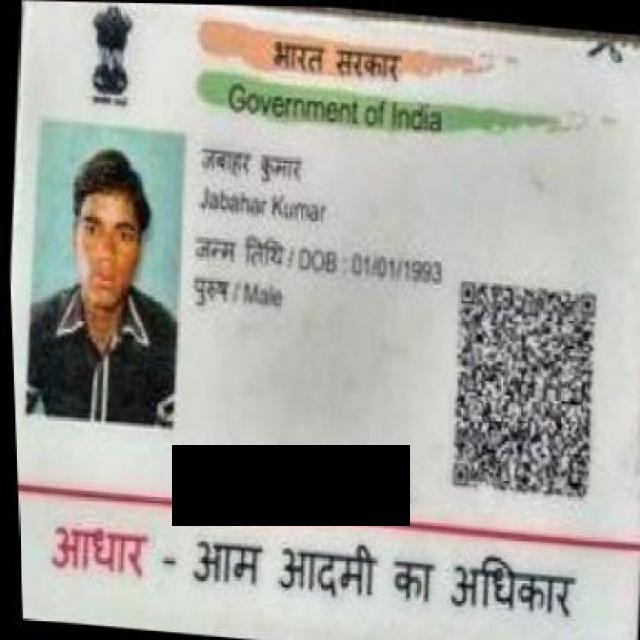 भारत सरकार
Government of India
जबाहर कुमार
Jabahar Kumar
जन्म तिथि / DOB : 01/01/1993
पुरुष / Male
आधार - आम आदमी का अधिकार